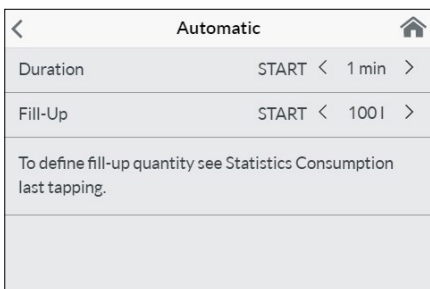 Automatic
Duration START < 1 min >
Fill-Up START < 100 l >
To define fill-up quantity see Statistics Consumption
last tapping.